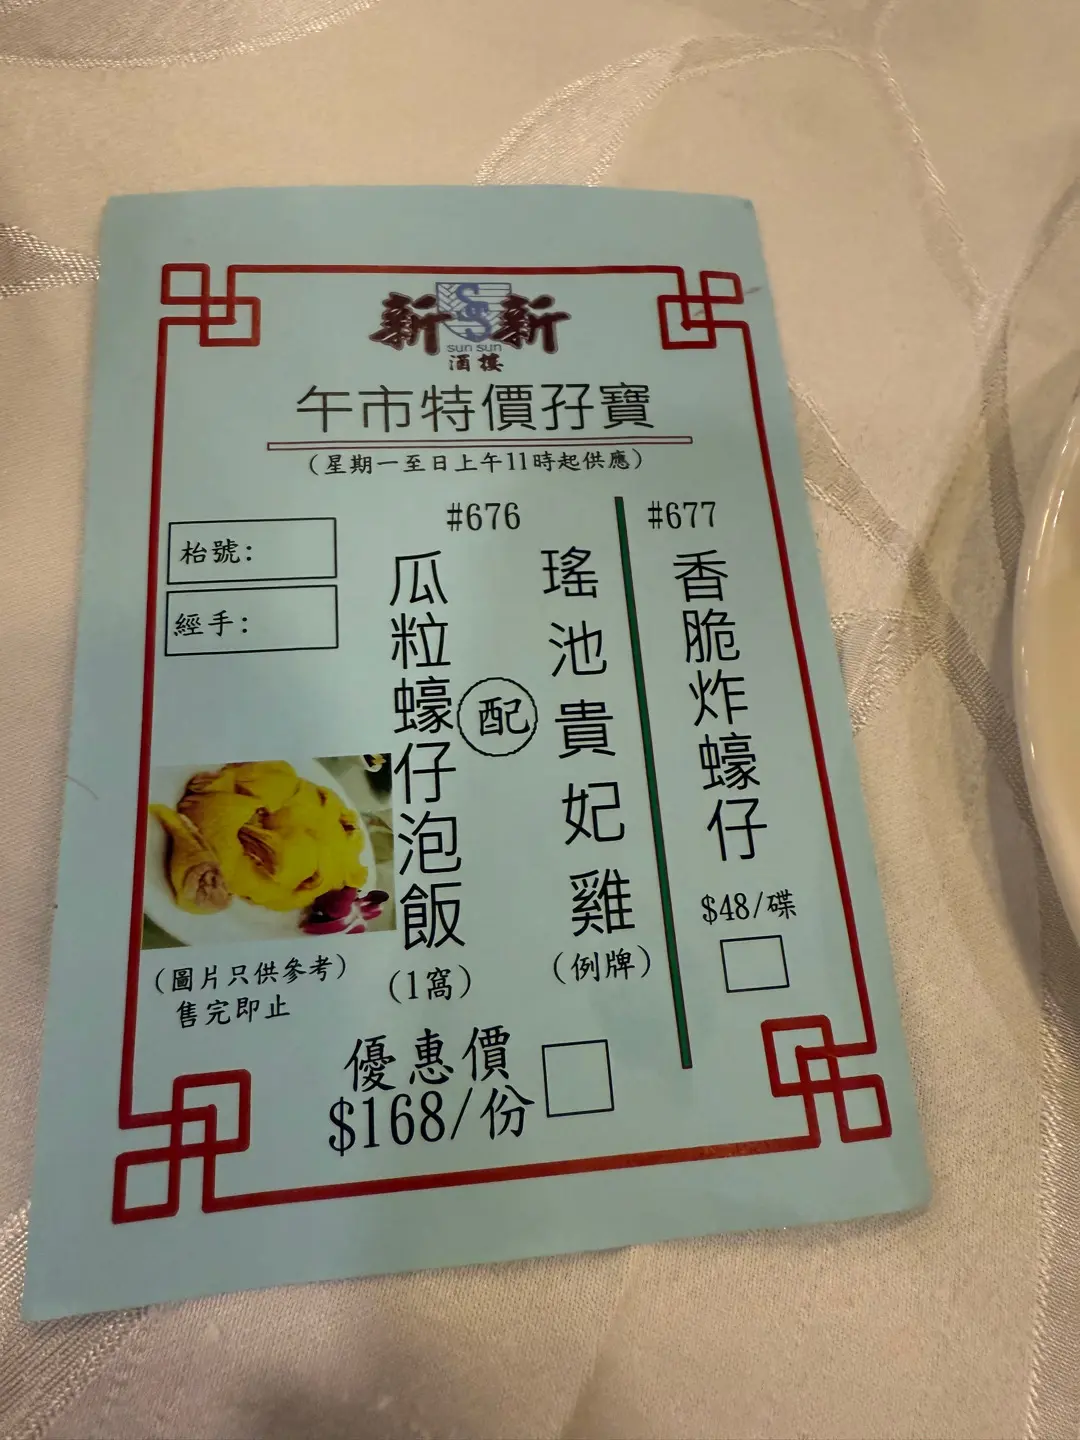 新新
SS
sun sun
酒樓
午市特價孖寶
(星期一至日上午11時起供應)
枱號:
經手:
#676
瓜粒蠔仔泡飯
(1窩)
配
瑤池貴妃雞
(例牌)
優惠價
$168/份
#677
香脆炸蠔仔
$48/碟
(圖片只供參考)
售完即止